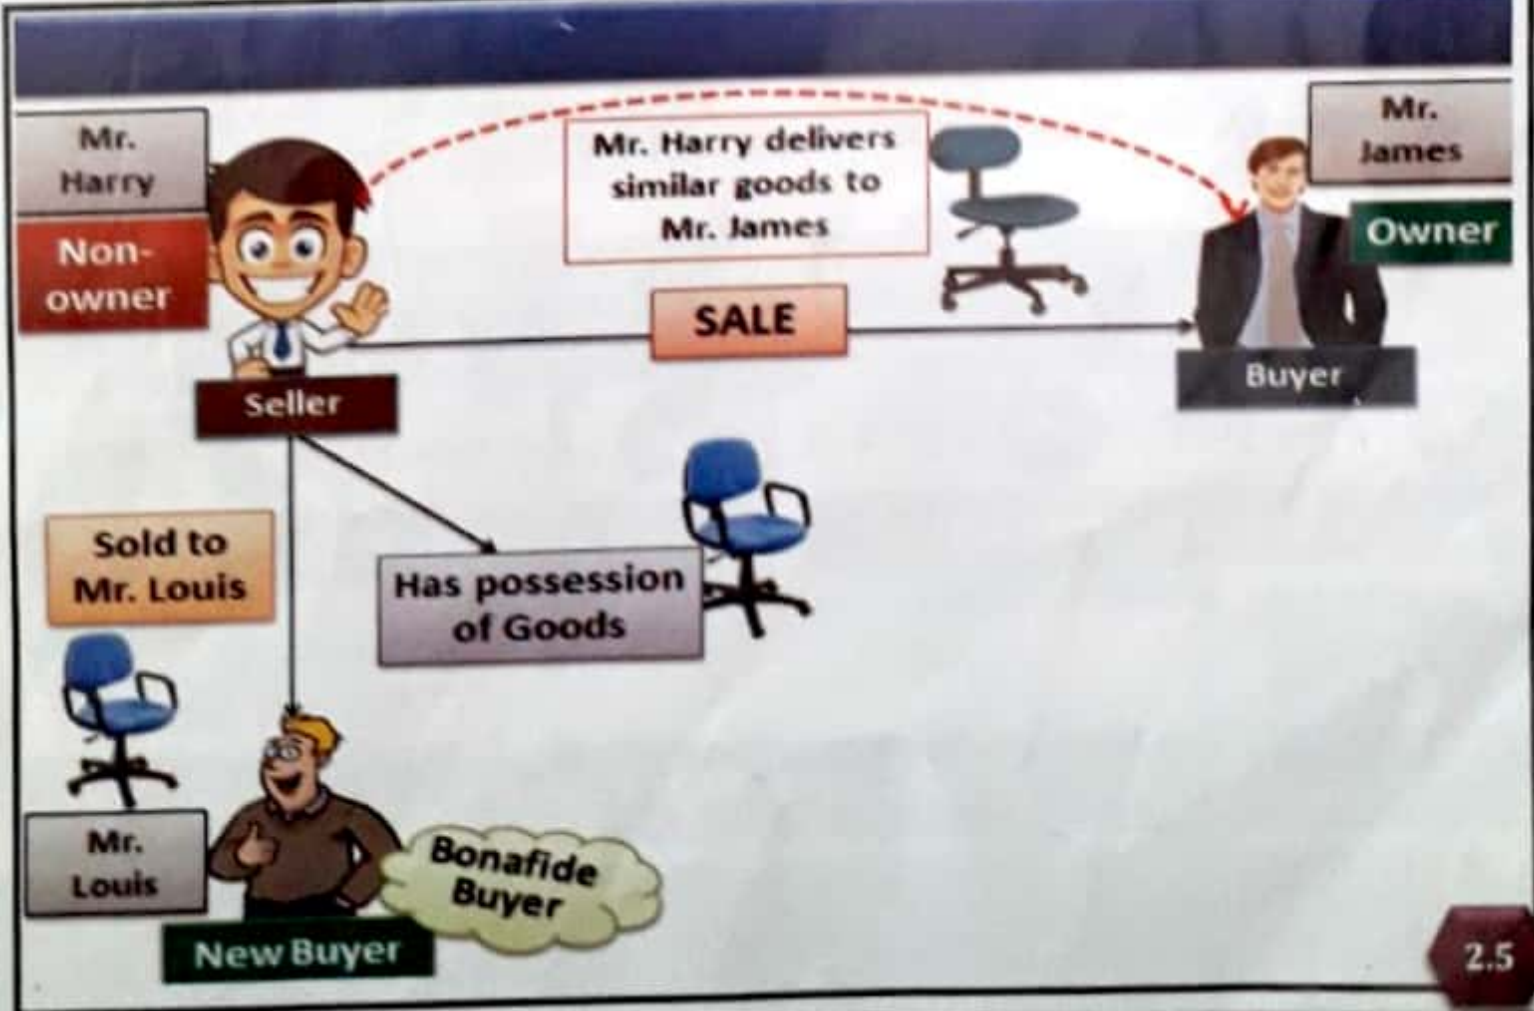 Mr.
Harry
Non-
owner
Seller
Mr. Harry delivers
similar goods to
Mr. James
SALE
Mr.
James
Owner
Buyer
Has possession
of Goods
Sold to
Mr. Louis
Mr.
Louis
Bonafide
Buyer
New Buyer
2.5